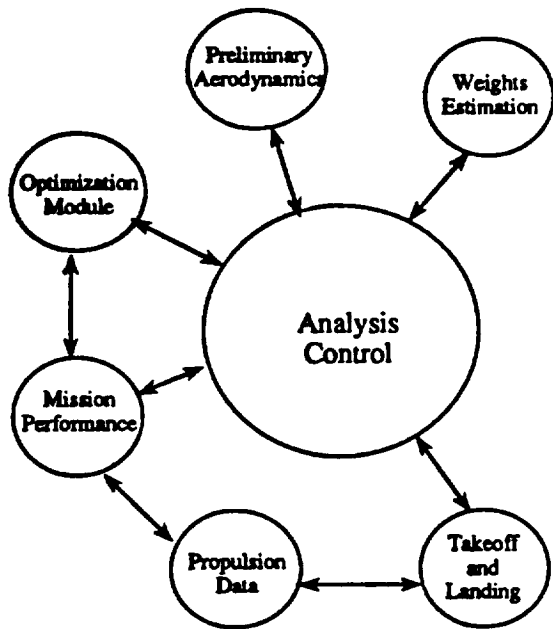 Preliminary
Aerodynamics
Weights
Estimation
Optimization
Module
Analysis
Control
Mission
Performance
Propulsion
Data
Takeoff
and
Landing